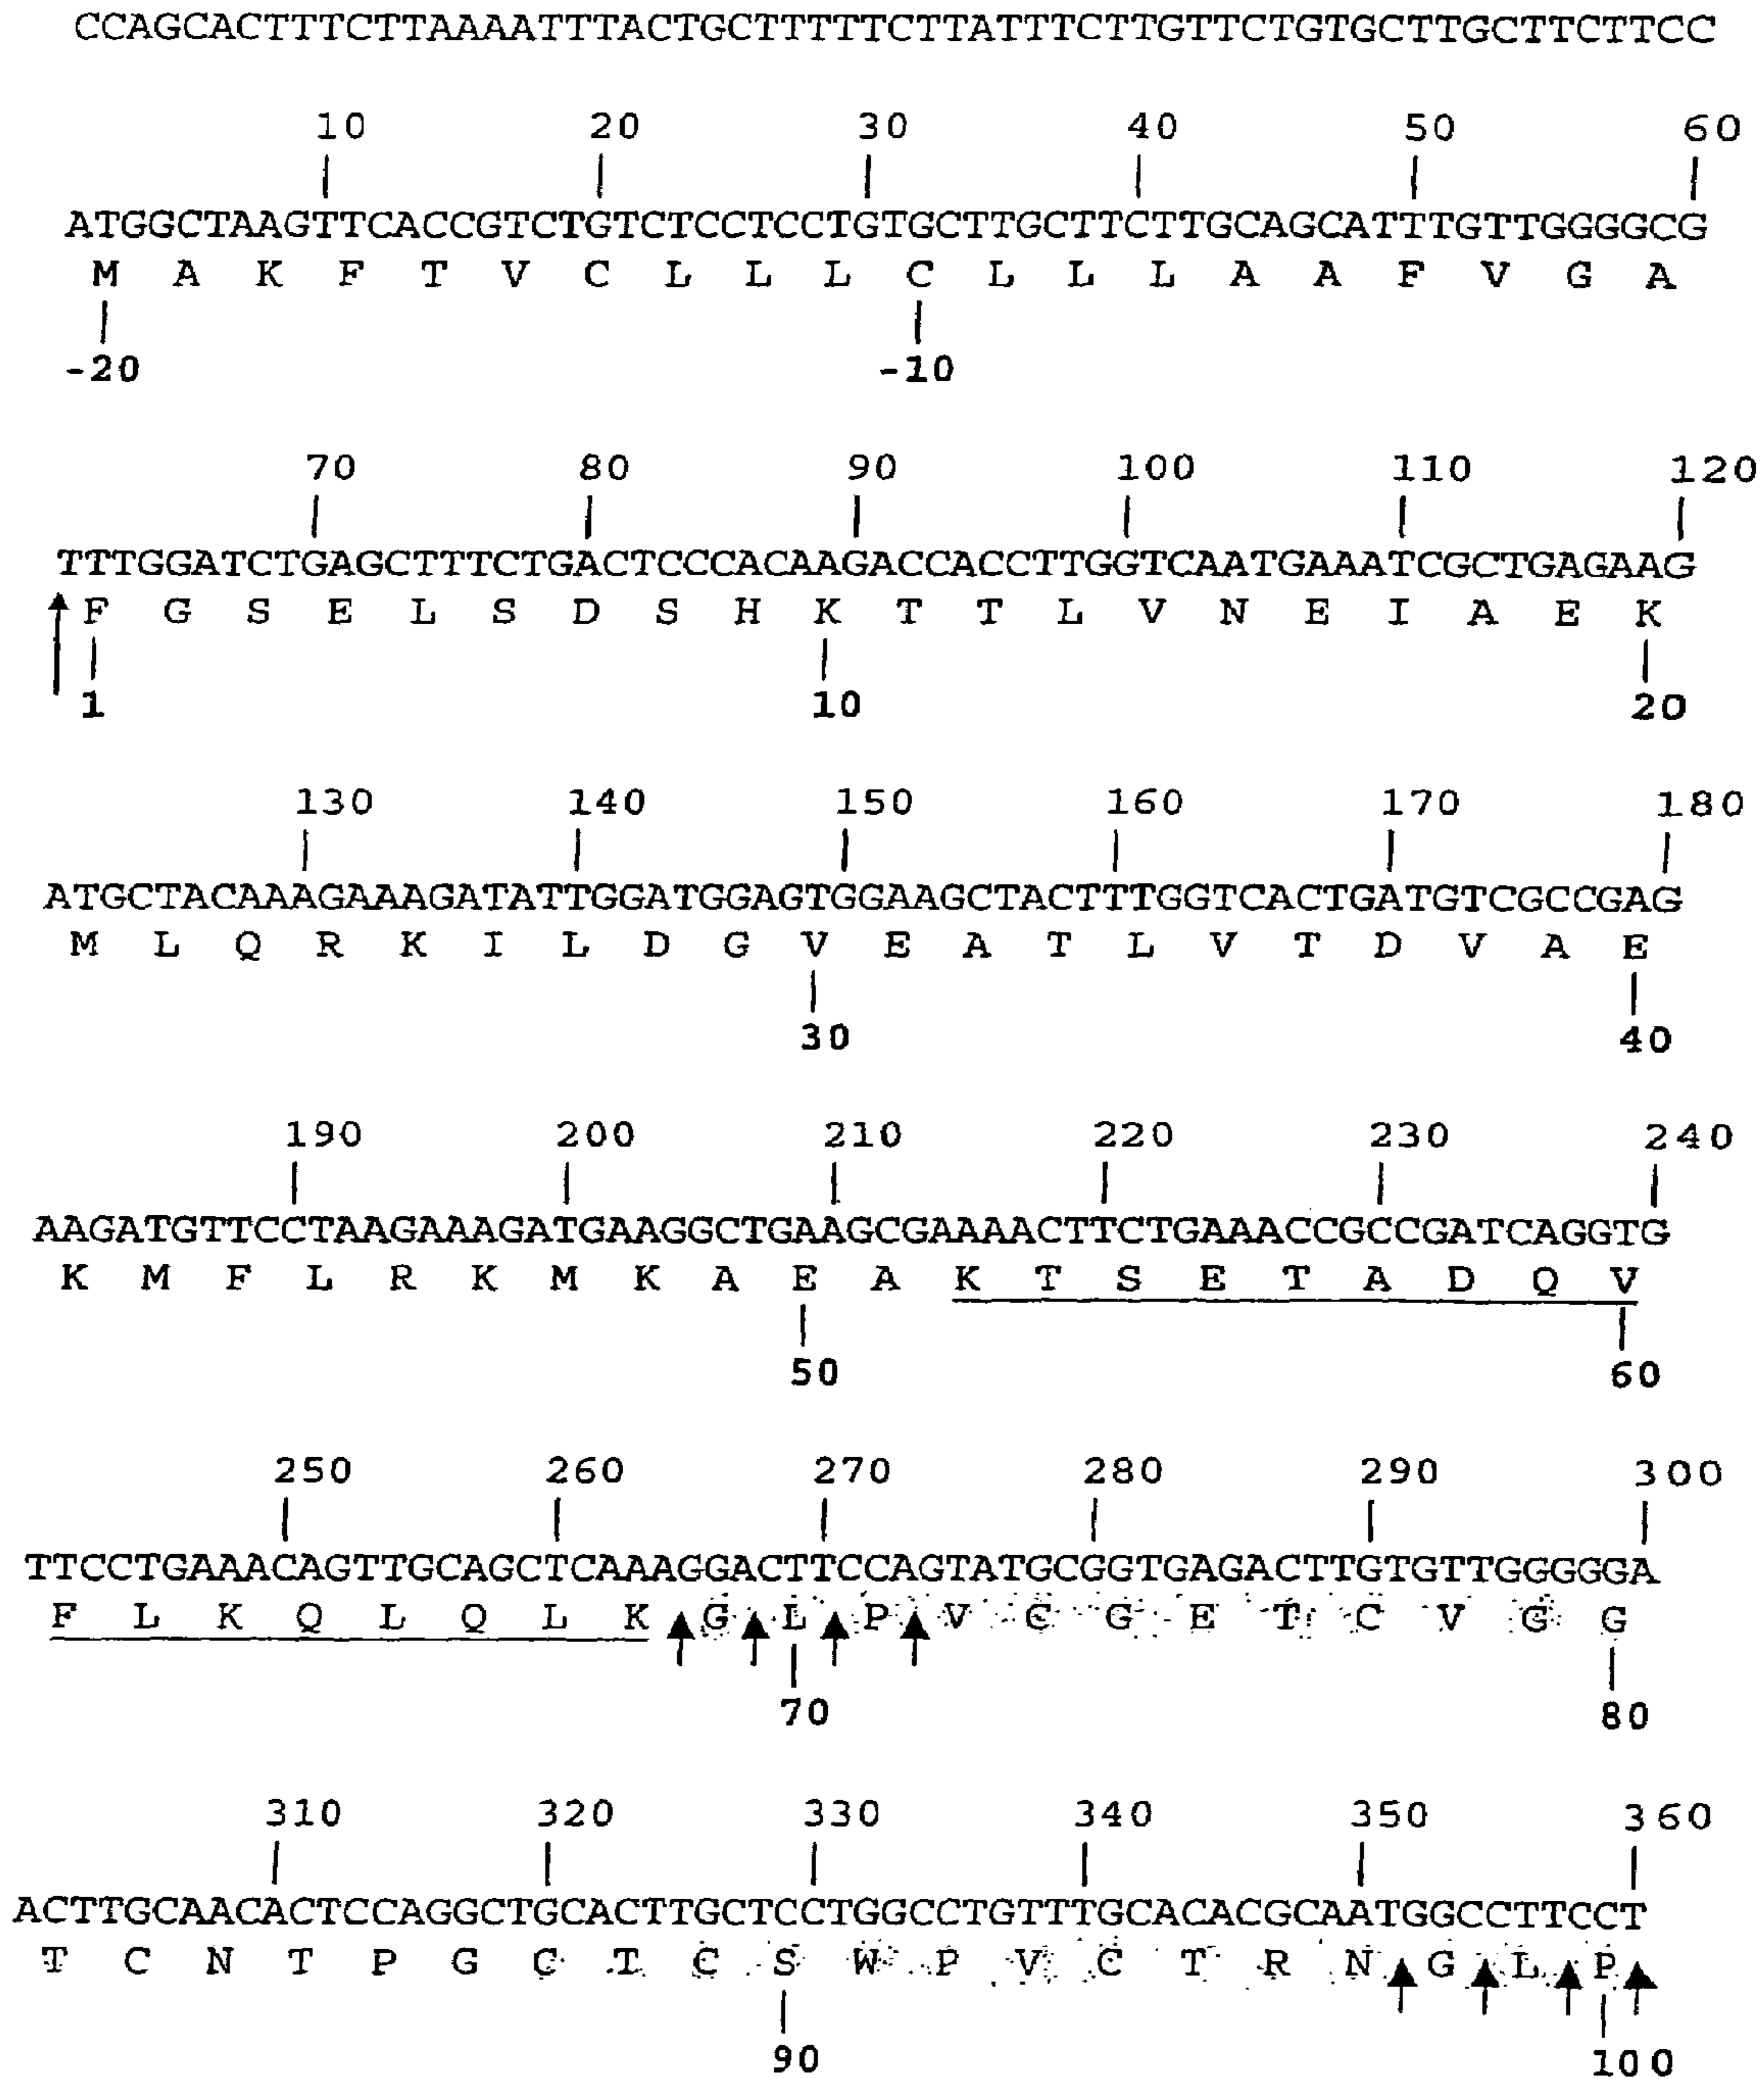 CCAGCACTTTCTTAAAATTTACTGCTTTTTCTTATTTCTTGTTCTGTGCTTGCTTCTTCC
10 20 30 40 50 60
ATGGCTAAGTTCACCGTCTGTCTCCTCCTGTGCTTGCTTCTTGCAGCATTTGTTGGGGCG
M A K F T V C L L L C L L L A A F V G A
-20 -10
70 80 90 100 110 120
TTTGGATCTGAGCTTTCTGACTCCCACAAGACCACCTTGGTCAATGAAATCGCTGAGAAG
F G S E L S D S H K T T L V N E I A E K
1 10 20
130 140 150 160 170 180
ATGCTACAAAGAAAGATATTGGATGGAGTGGAAGCTACTTTGGTCACTGATGTCGCCGAG
M L Q R K I L D G V E A T L V T D V A E
30 40
190 200 210 220 230 240
AAGATGTTCCTAAGAAAGATGAAGGCTGAAGCGAAAACTTCTGAAACCGCCGATCAGGTG
K M F L R K M K A E A K T S E T A D Q V
50 60
250 260 270 280 290 300
TTCCTGAAACAGTTGCAGCTCAAAGGACTTCCAGTATGCGGTGAGACTTGTGTTGGGGGA
F L K Q L Q L K G L P V C G E T C V G G
70 80
310 320 330 340 350 360
ACTTGCAACACTCCAGGCTGCACTTGCTCCTGGCCTGTTTGCACACGCAATGGCCTTCCT
T C N T P G C T C S W P V C T R N G L P
90 100